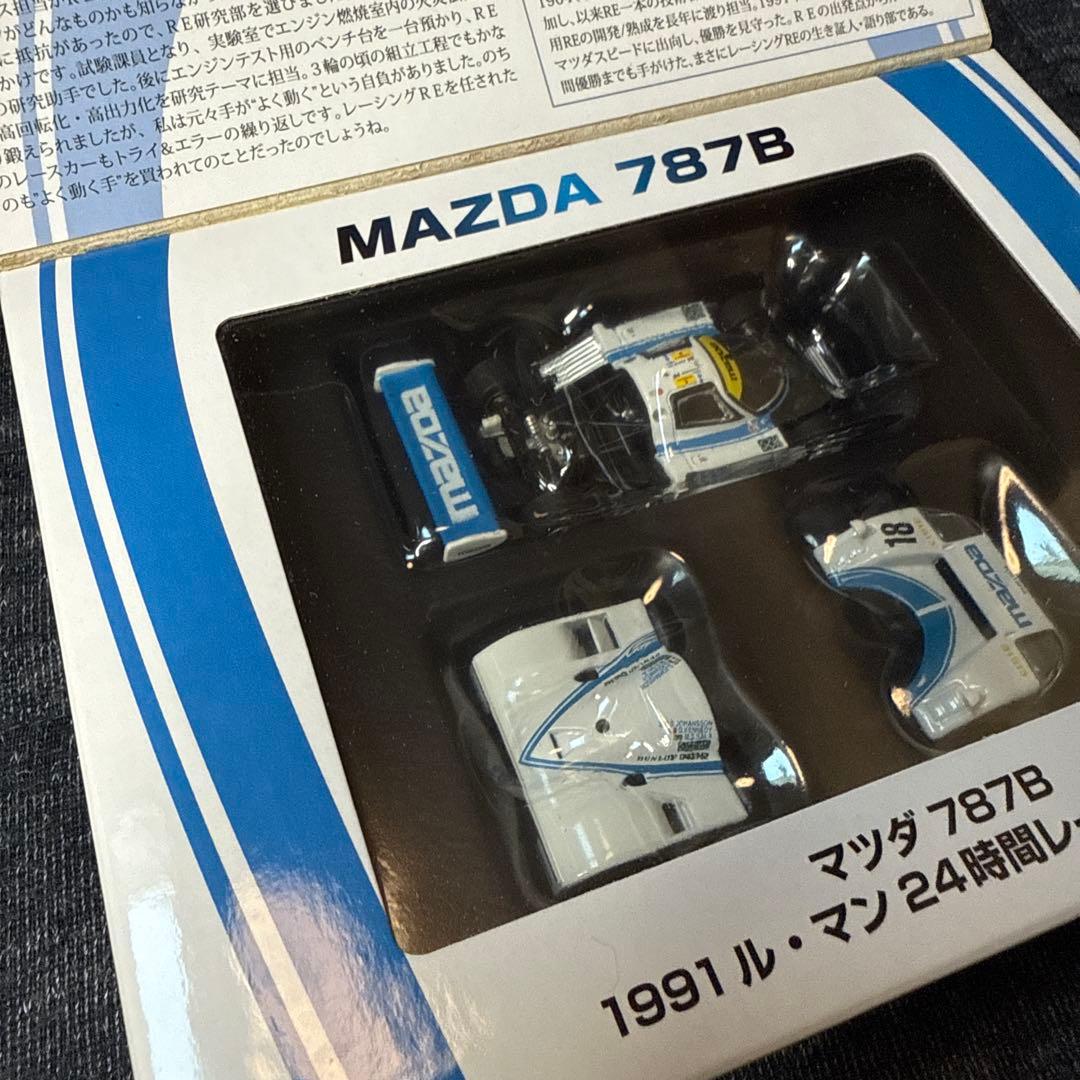 がどんなものかも知らなか
に抵抗があったので、RE研究部を選びまし
かけです。試験課員となり、実験室でエンジン燃焼室内の火炎
の研究助手でした。後にエンジンテスト用のベンチ台を一台預かり、RE
高回転化・高出力化を研究テーマに担当。3輪の頃の組立工程でもかな
り鍛えられましたが、私は元々手が"よく動く"という自負がありました。のち
のレースカーもトライ&エラーの繰り返しです。レーシングREを任された
のも"よく動く手"を買われてのことだったのでしょうね。
加し、以来RE一本の技術
用REの開発/熟成を長年に渡り担当。1991
マツダスピードに出向し、優勝を見守った。REの出発点か
間優勝までも手がけた、まさにレーシングREの生き証人・語り部である。
MAZDA 787B
mazda
mazda
18
mazda
JOHANSSON
KENNEDY
SALA
DUNLOP
マツダ 787B
1991 ル・マン 24時間レ